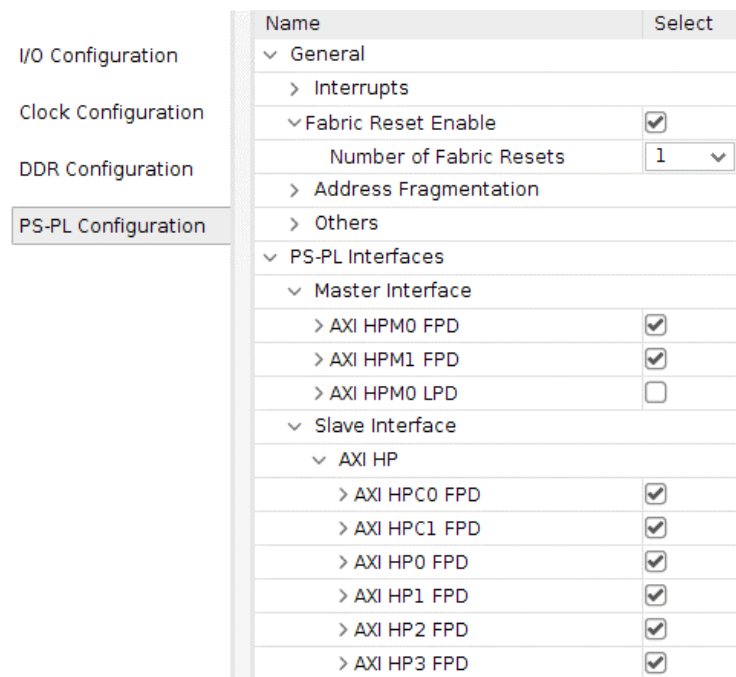 Name Select
I/O Configuration
Clock Configuration
DDR Configuration
PS-PL Configuration
General
Interrupts
Fabric Reset Enable
Number of Fabric Resets 1
Address Fragmentation
Others
PS-PL Interfaces
Master Interface
AXI HPM0 FPD
AXI HPM1 FPD
AXI HPM0 LPD
Slave Interface
AXI HP
AXI HPC0 FPD
AXI HPC1 FPD
AXI HP0 FPD
AXI HP1 FPD
AXI HP2 FPD
AXI HP3 FPD